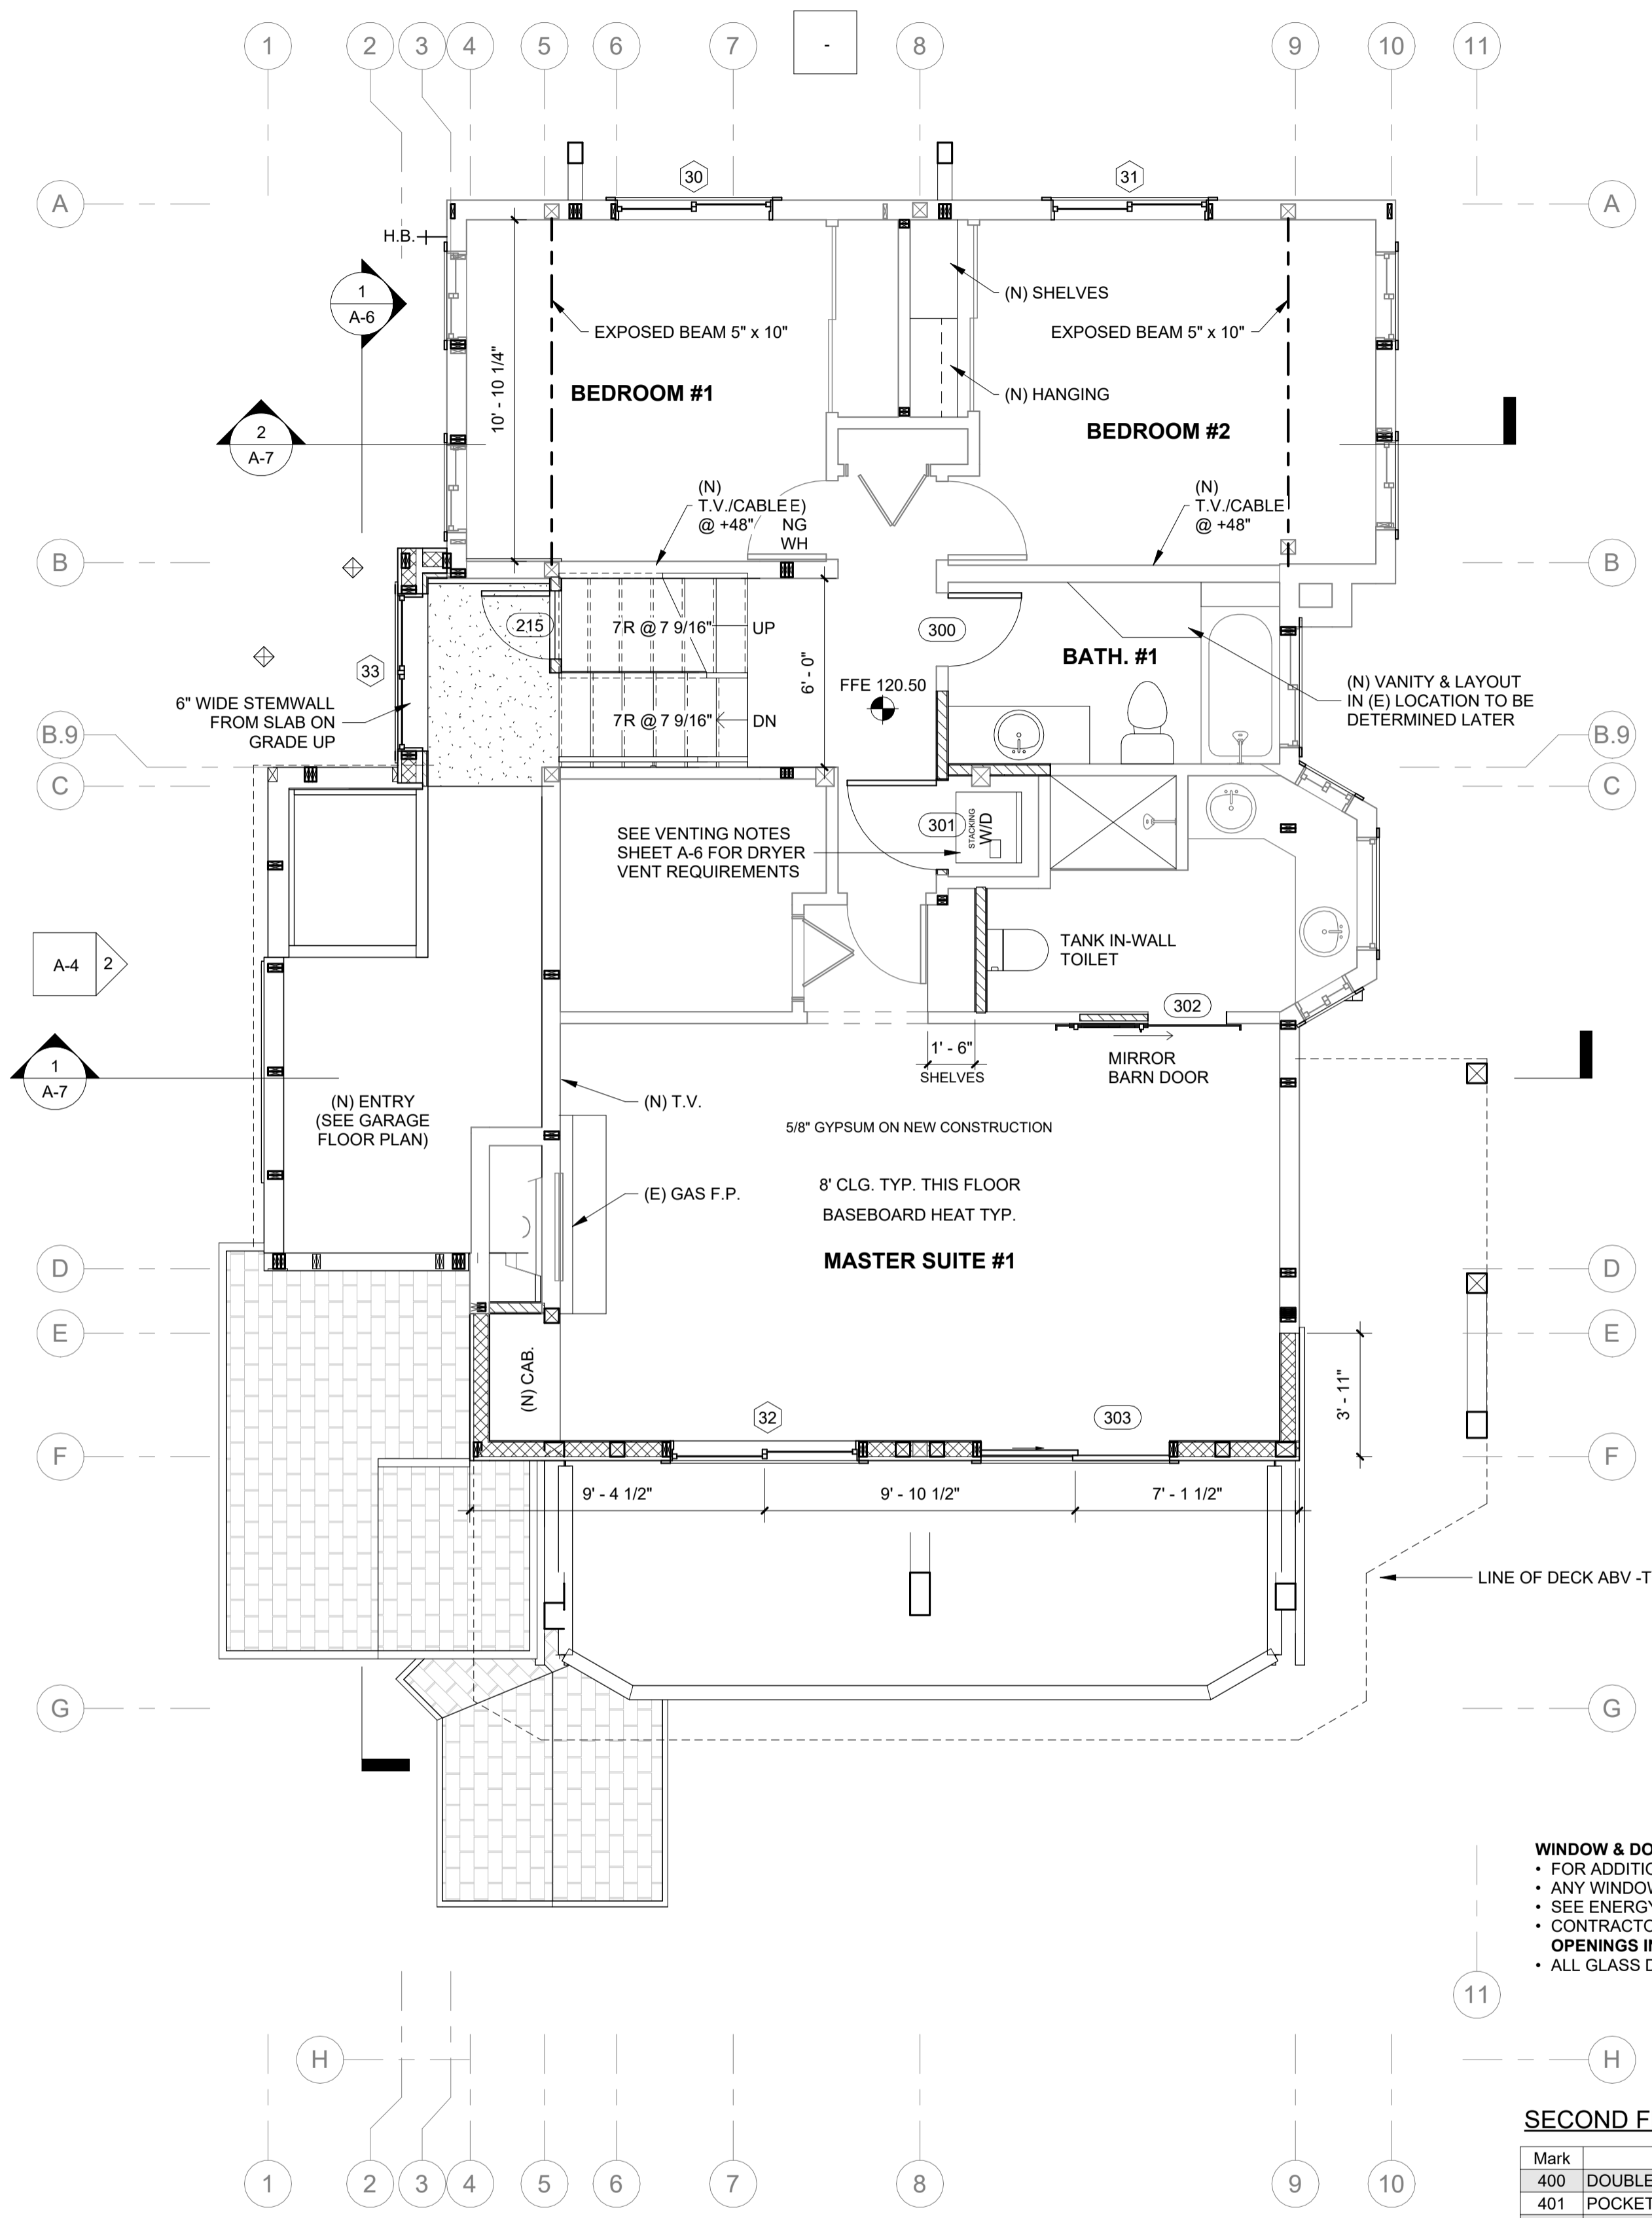 1 2 3 4 5 6 7 8 9 10 11
-
30 31
A A
H.B.
1
A-6
(N) SHELVES
EXPOSED BEAM 5" x 10"
EXPOSED BEAM 5" x 10"
10' - 10 1/4"
BEDROOM #1
(N) HANGING
BEDROOM #2
2
A-7
(N)
T.V./CABLE E)
@ +48" NG
WH
(N)
T.V./CABLE
@ +48"
B B
215
7R @ 7 9/16" UP
300
BATH. #1
33
6' - 0"
FFE 120.50
6" WIDE STEMWALL
FROM SLAB ON
GRADE UP
7R @ 7 9/16" DN
(N) VANITY & LAYOUT
IN (E) LOCATION TO BE
DETERMINED LATER
B.9 B.9
C C
SEE VENTING NOTES
SHEET A-6 FOR DRYER
VENT REQUIREMENTS
301
STACKING
W/D
A-4 2
TANK IN-WALL
TOILET
302
1' - 6"
SHELVES
MIRROR
BARN DOOR
1
A-7
(N) ENTRY
(SEE GARAGE
FLOOR PLAN)
(N) T.V.
5/8" GYPSUM ON NEW CONSTRUCTION
(E) GAS F.P.
8' CLG. TYP. THIS FLOOR
BASEBOARD HEAT TYP.
MASTER SUITE #1
D D
E E
(N) CAB.
3' - 11"
32 303
F F
9' - 4 1/2" 9' - 10 1/2" 7' - 1 1/2"
LINE OF DECK ABV -T
G G
WINDOW & DO
• FOR ADDITIO
• ANY WINDOW
• SEE ENERGY
• CONTRACTO
OPENINGS I
• ALL GLASS D
11
H H
SECOND F
Mark
400 DOUBLE
401 POCKET
1 2 3 4 5 6 7 8 9 10